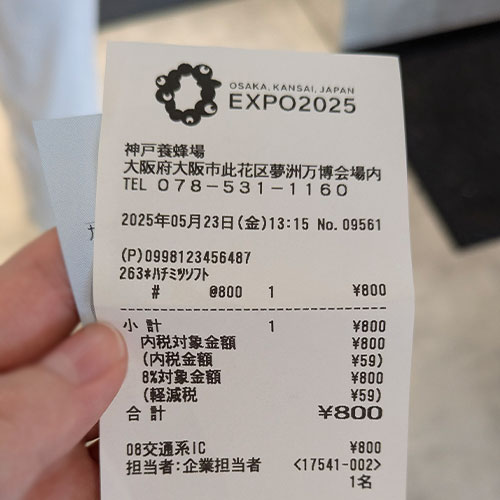 OSAKA, KANSAI, JAPAN
EXPO2025
神戸養蜂場
大阪府大阪市此花区夢洲万博会場内
TEL 078-531-1160
2025年05月23日(金)13:15 No.09561
(P)0998123456487
263*ハチミツソフト
# @800 1 ¥800
小 計 1 ¥800
内税対象金額 ¥800
(内税金額 ¥59)
8%対象金額 ¥800
(軽減税 ¥59)
合 計 ¥800
08交通系IC ¥800
担当者:企業担当者 <17541-002>
1名